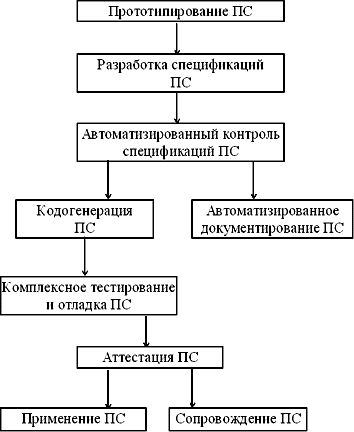 Прототипирование ПС
Разработка спецификаций
ПС
Автоматизированный контроль
спецификаций ПС
Кодогенерация
ПС
Автоматизированное
документирование ПС
Комплексное тестирование
и отладка ПС
Аттестация ПС
Применение ПС
Сопровождение ПС